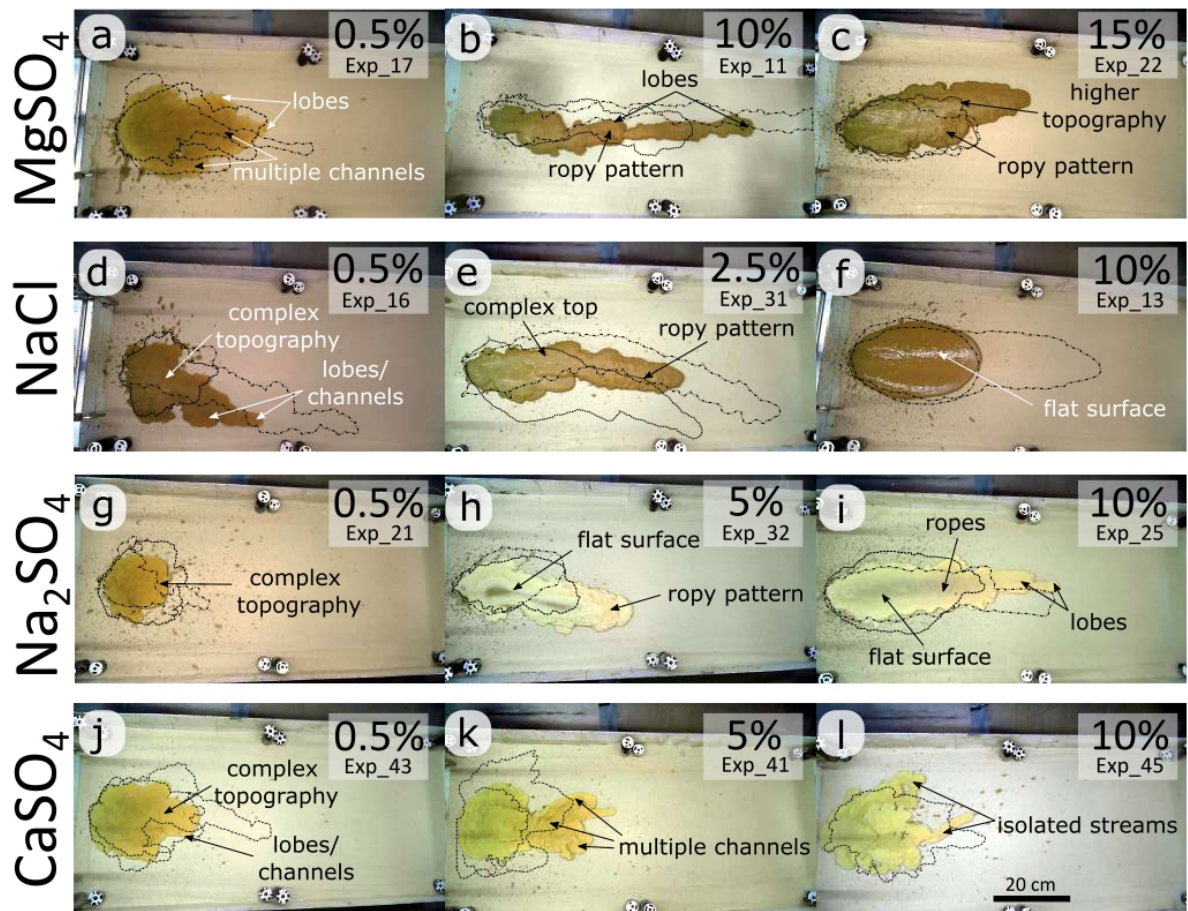 MgSO₄
a
0.5%
Exp_17
lobes
multiple channels
b
10%
Exp_11
lobes
ropy pattern
c
15%
Exp_22
higher
topography
ropy pattern
NaCl
d
0.5%
Exp_16
complex
topography
lobes/
channels
e
2.5%
Exp_31
complex top
ropy pattern
f
10%
Exp_13
flat surface
Na₂SO₄
g
0.5%
Exp_21
complex
topography
h
5%
Exp_32
flat surface
ropy pattern
i
10%
Exp_25
ropes
lobes
flat surface
CaSO₄
j
0.5%
Exp_43
complex
topography
lobes/
channels
k
5%
Exp_41
multiple channels
l
10%
Exp_45
isolated streams
20 cm